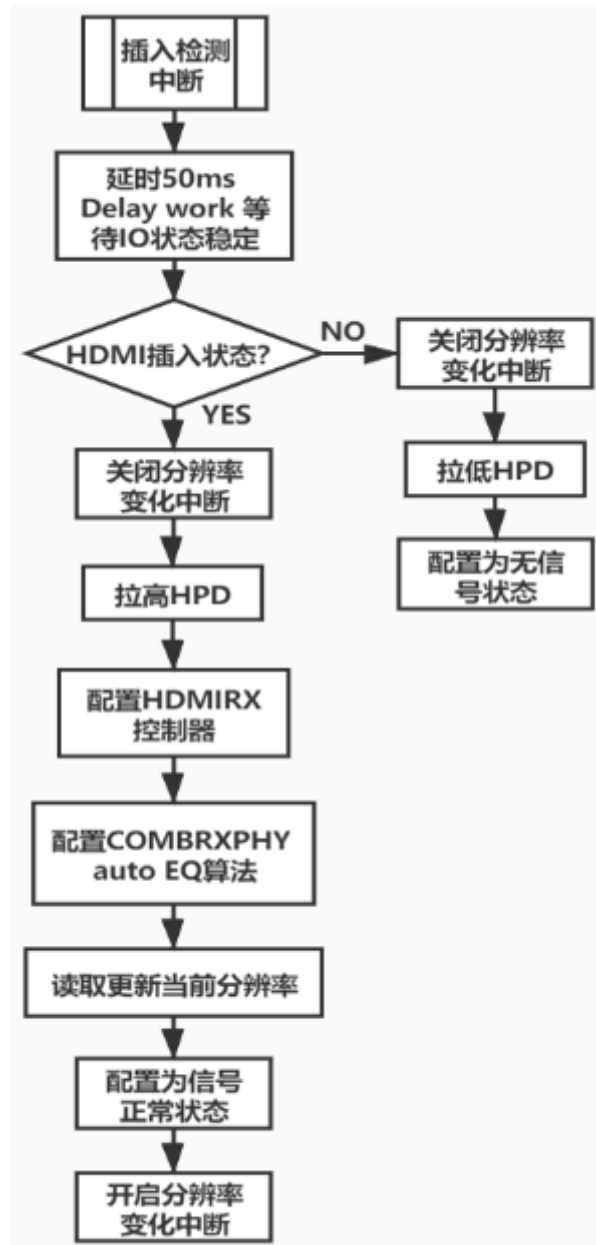 插入检测
中断
延时50ms
Delay work 等
待IO状态稳定
HDMI插入状态?
NO
关闭分辨率
变化中断
拉低HPD
配置为无信
号状态
YES
关闭分辨率
变化中断
拉高HPD
配置HDMIRX
控制器
配置COMBRXPHY
auto EQ算法
读取更新当前分辨率
配置为信号
正常状态
开启分辨率
变化中断